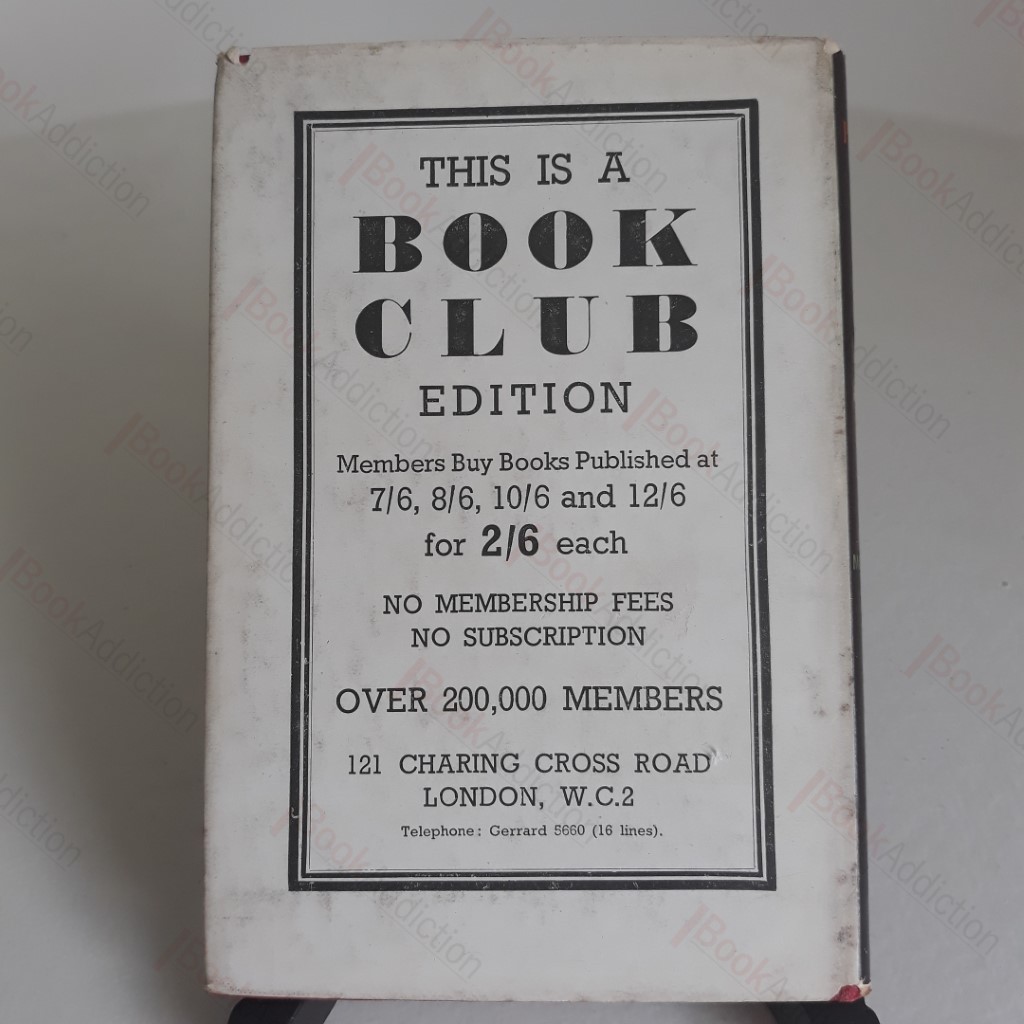 THIS IS A
BOOK
CLUB
EDITION
Members Buy Books Published at
7/6, 8/6, 10/6 and 12/6
for 2/6 each
NO MEMBERSHIP FEES
NO SUBSCRIPTION
OVER 200,000 MEMBERS
121 CHARING CROSS ROAD
LONDON, W.C.2
Telephone: Gerrard 5660 (16 lines).
BookAddiction